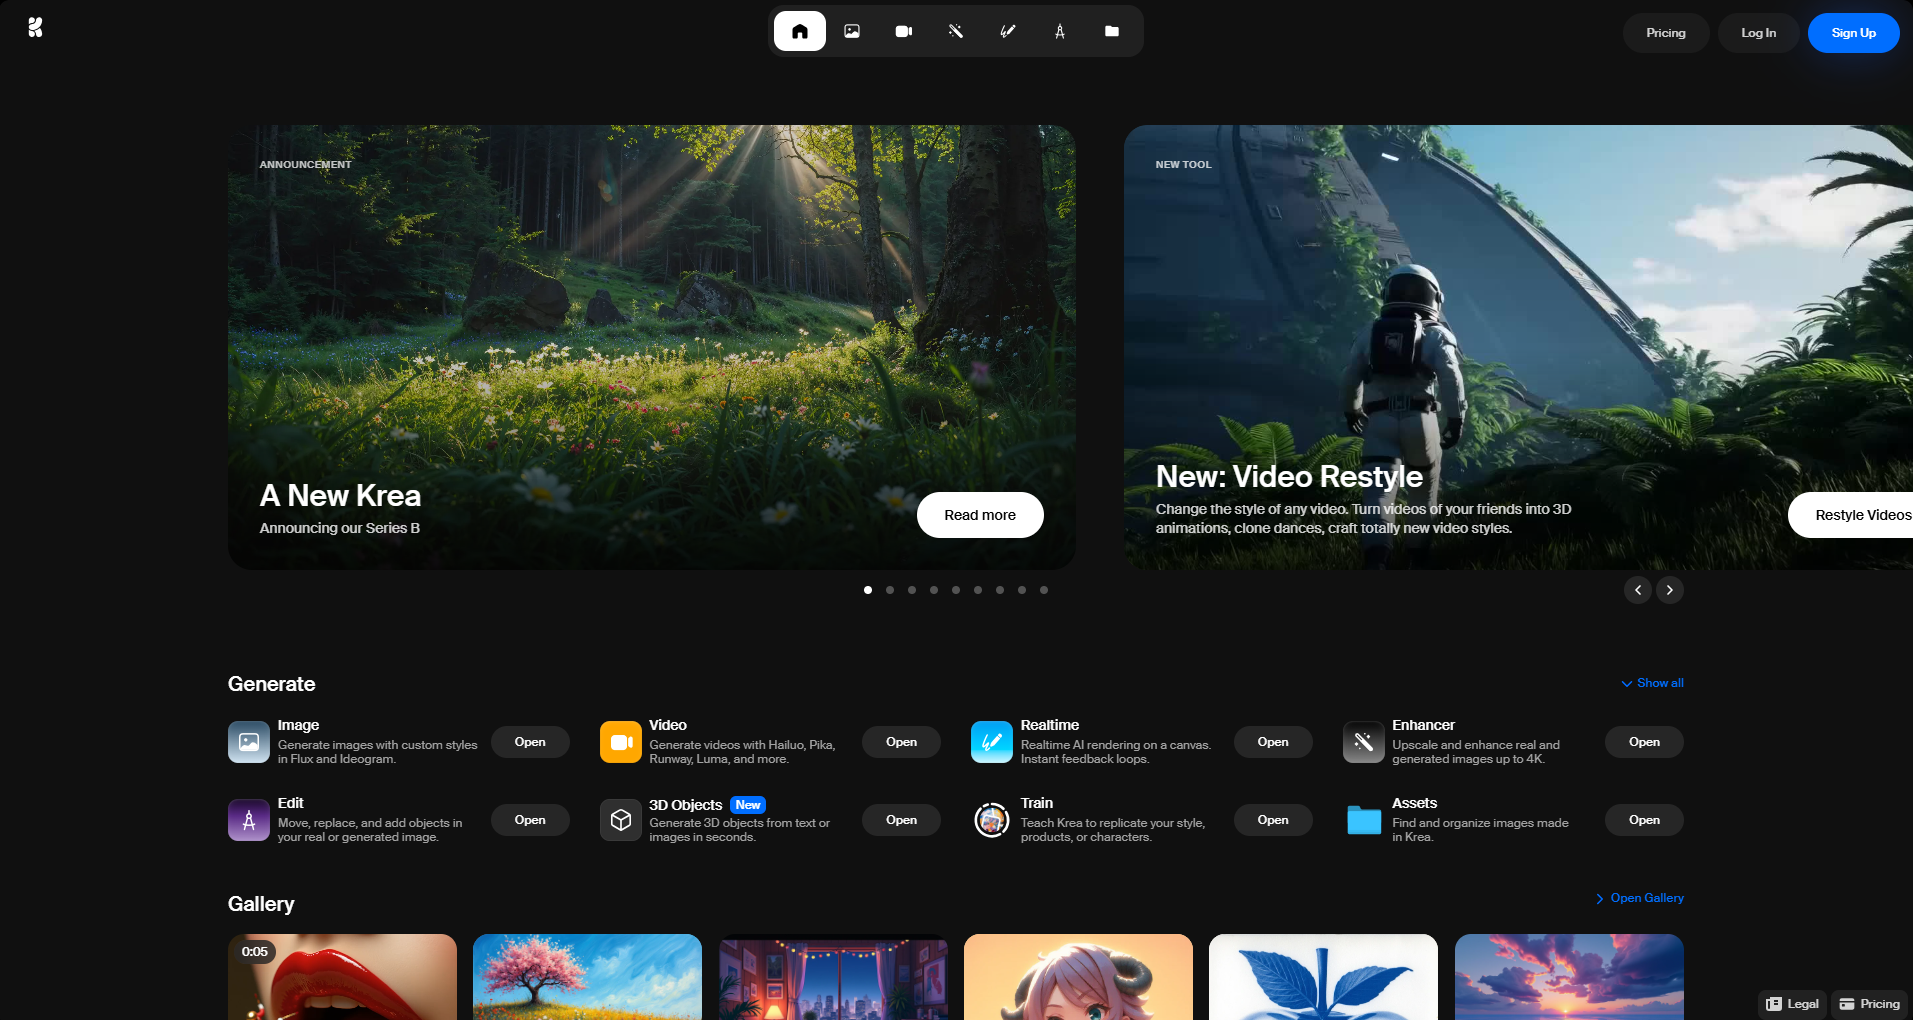 Pricing
Log In
Sign Up
ANNOUNCEMENT
A New Krea
Announcing our Series B
Read more
NEW TOOL
New: Video Restyle
Change the style of any video. Turn videos of your friends into 3D
animations, clone dances, craft totally new video styles.
Restyle Videos
Generate
Show all
Image
Generate images with custom styles
in Flux and Ideogram.
Open
Video
Generate videos with Hailuo, Pika,
Runway, Luma, and more.
Open
Realtime
Realtime AI rendering on a canvas.
Instant feedback loops.
Open
Enhancer
Upscale and enhance real and
generated images up to 4K.
Open
Edit
Move, replace, and add objects in
your real or generated image.
Open
3D Objects New
Generate 3D objects from text or
images in seconds.
Open
Train
Teach Krea to replicate your style,
products, or characters.
Open
Assets
Find and organize images made
in Krea.
Open
Gallery
Open Gallery
0:05
Legal
Pricing